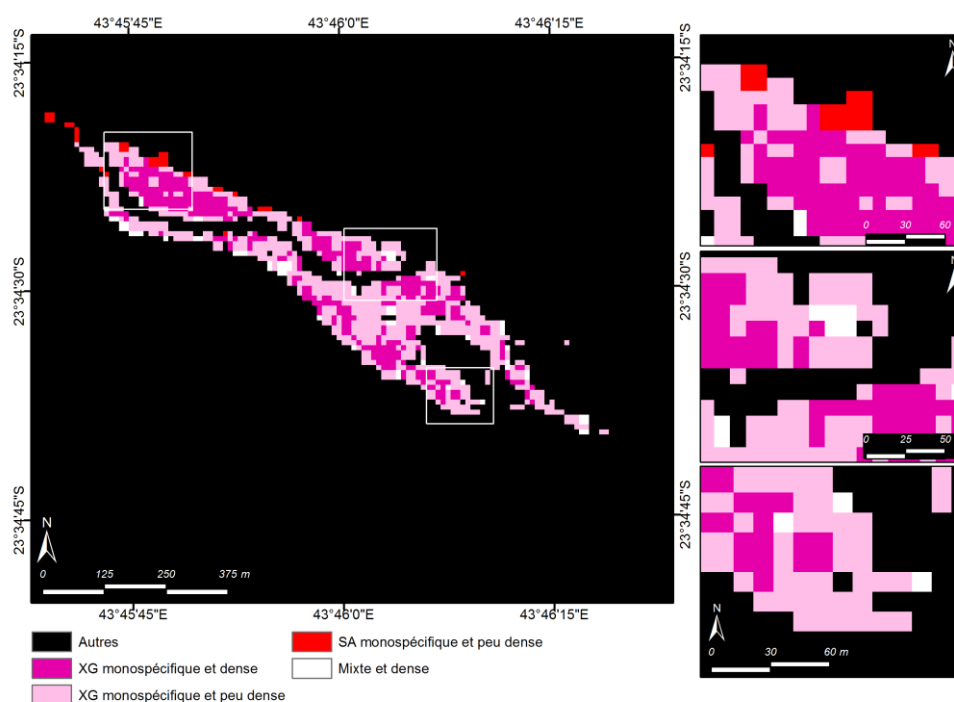 43°45'45"E 43°46'0"E 43°46'15"E
23°34'15"S
23°34'30"S
23°34'45"S
N
0 125 250 375 m
43°45'45"E 43°46'0"E 43°46'15"E
23°34'15"S
N
0 30 60
23°34'30"S
N
0 25 50
23°34'45"S
N
0 30 60 m
Autres
XG monospécifique et dense
XG monospécifique et peu dense
SA monospécifique et peu dense
Mixte et dense